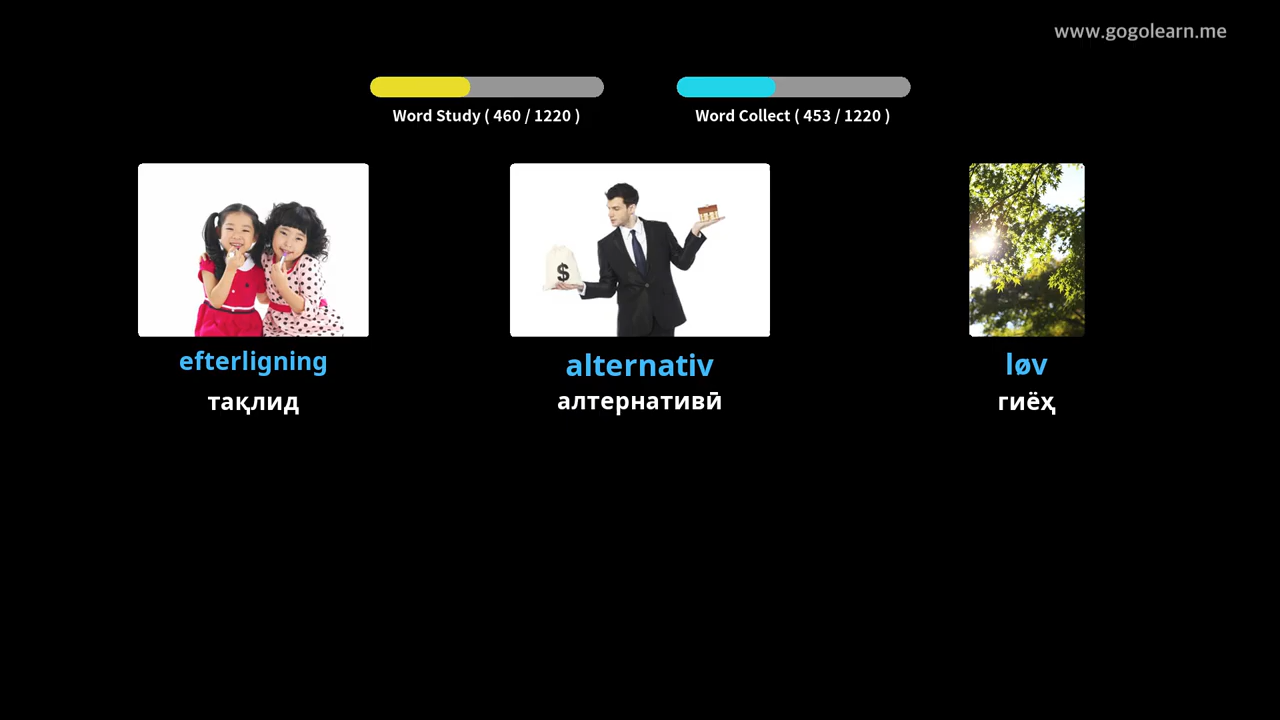 www.gogolearn.me
Word Study ( 460 / 1220 )
Word Collect ( 453 / 1220 )
$
efterligning
alternativ
løv
тақлид
алтернативӣ
гиёҳ